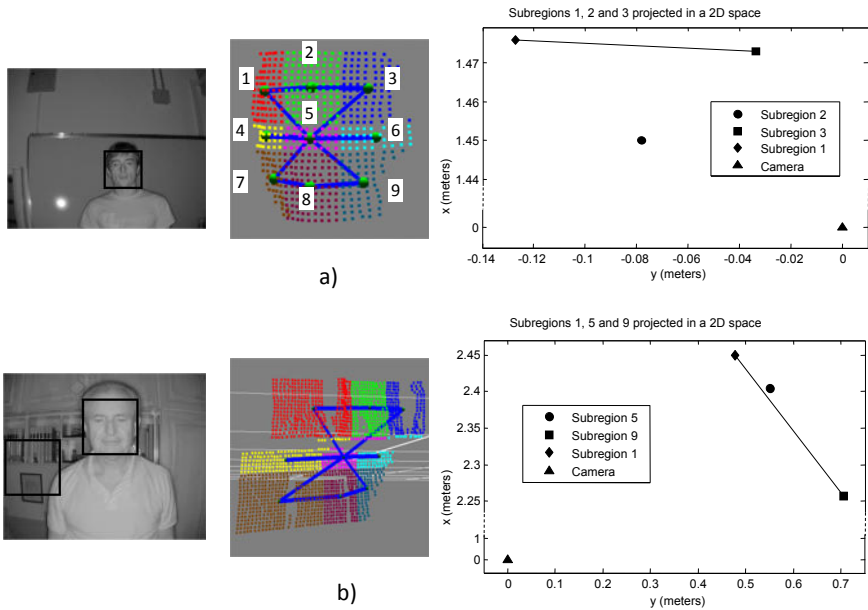 Subregions 1, 2 and 3 projected in a 2D space
1
2
3
4
5
6
7
8
9
x (meters)
1.47
1.46
1.45
1.44
0
Subregion 2
Subregion 3
Subregion 1
Camera
-0.14 -0.12 -0.10 -0.08 -0.06 -0.04 -0.02 0
y (meters)
a)
Subregions 1, 5 and 9 projected in a 2D space
x (meters)
2.45
2.4
2.35
2.3
2.25
1
0
Subregion 5
Subregion 9
Subregion 1
Camera
0 0.1 0.2 0.3 0.4 0.5 0.6 0.7
y (meters)
b)